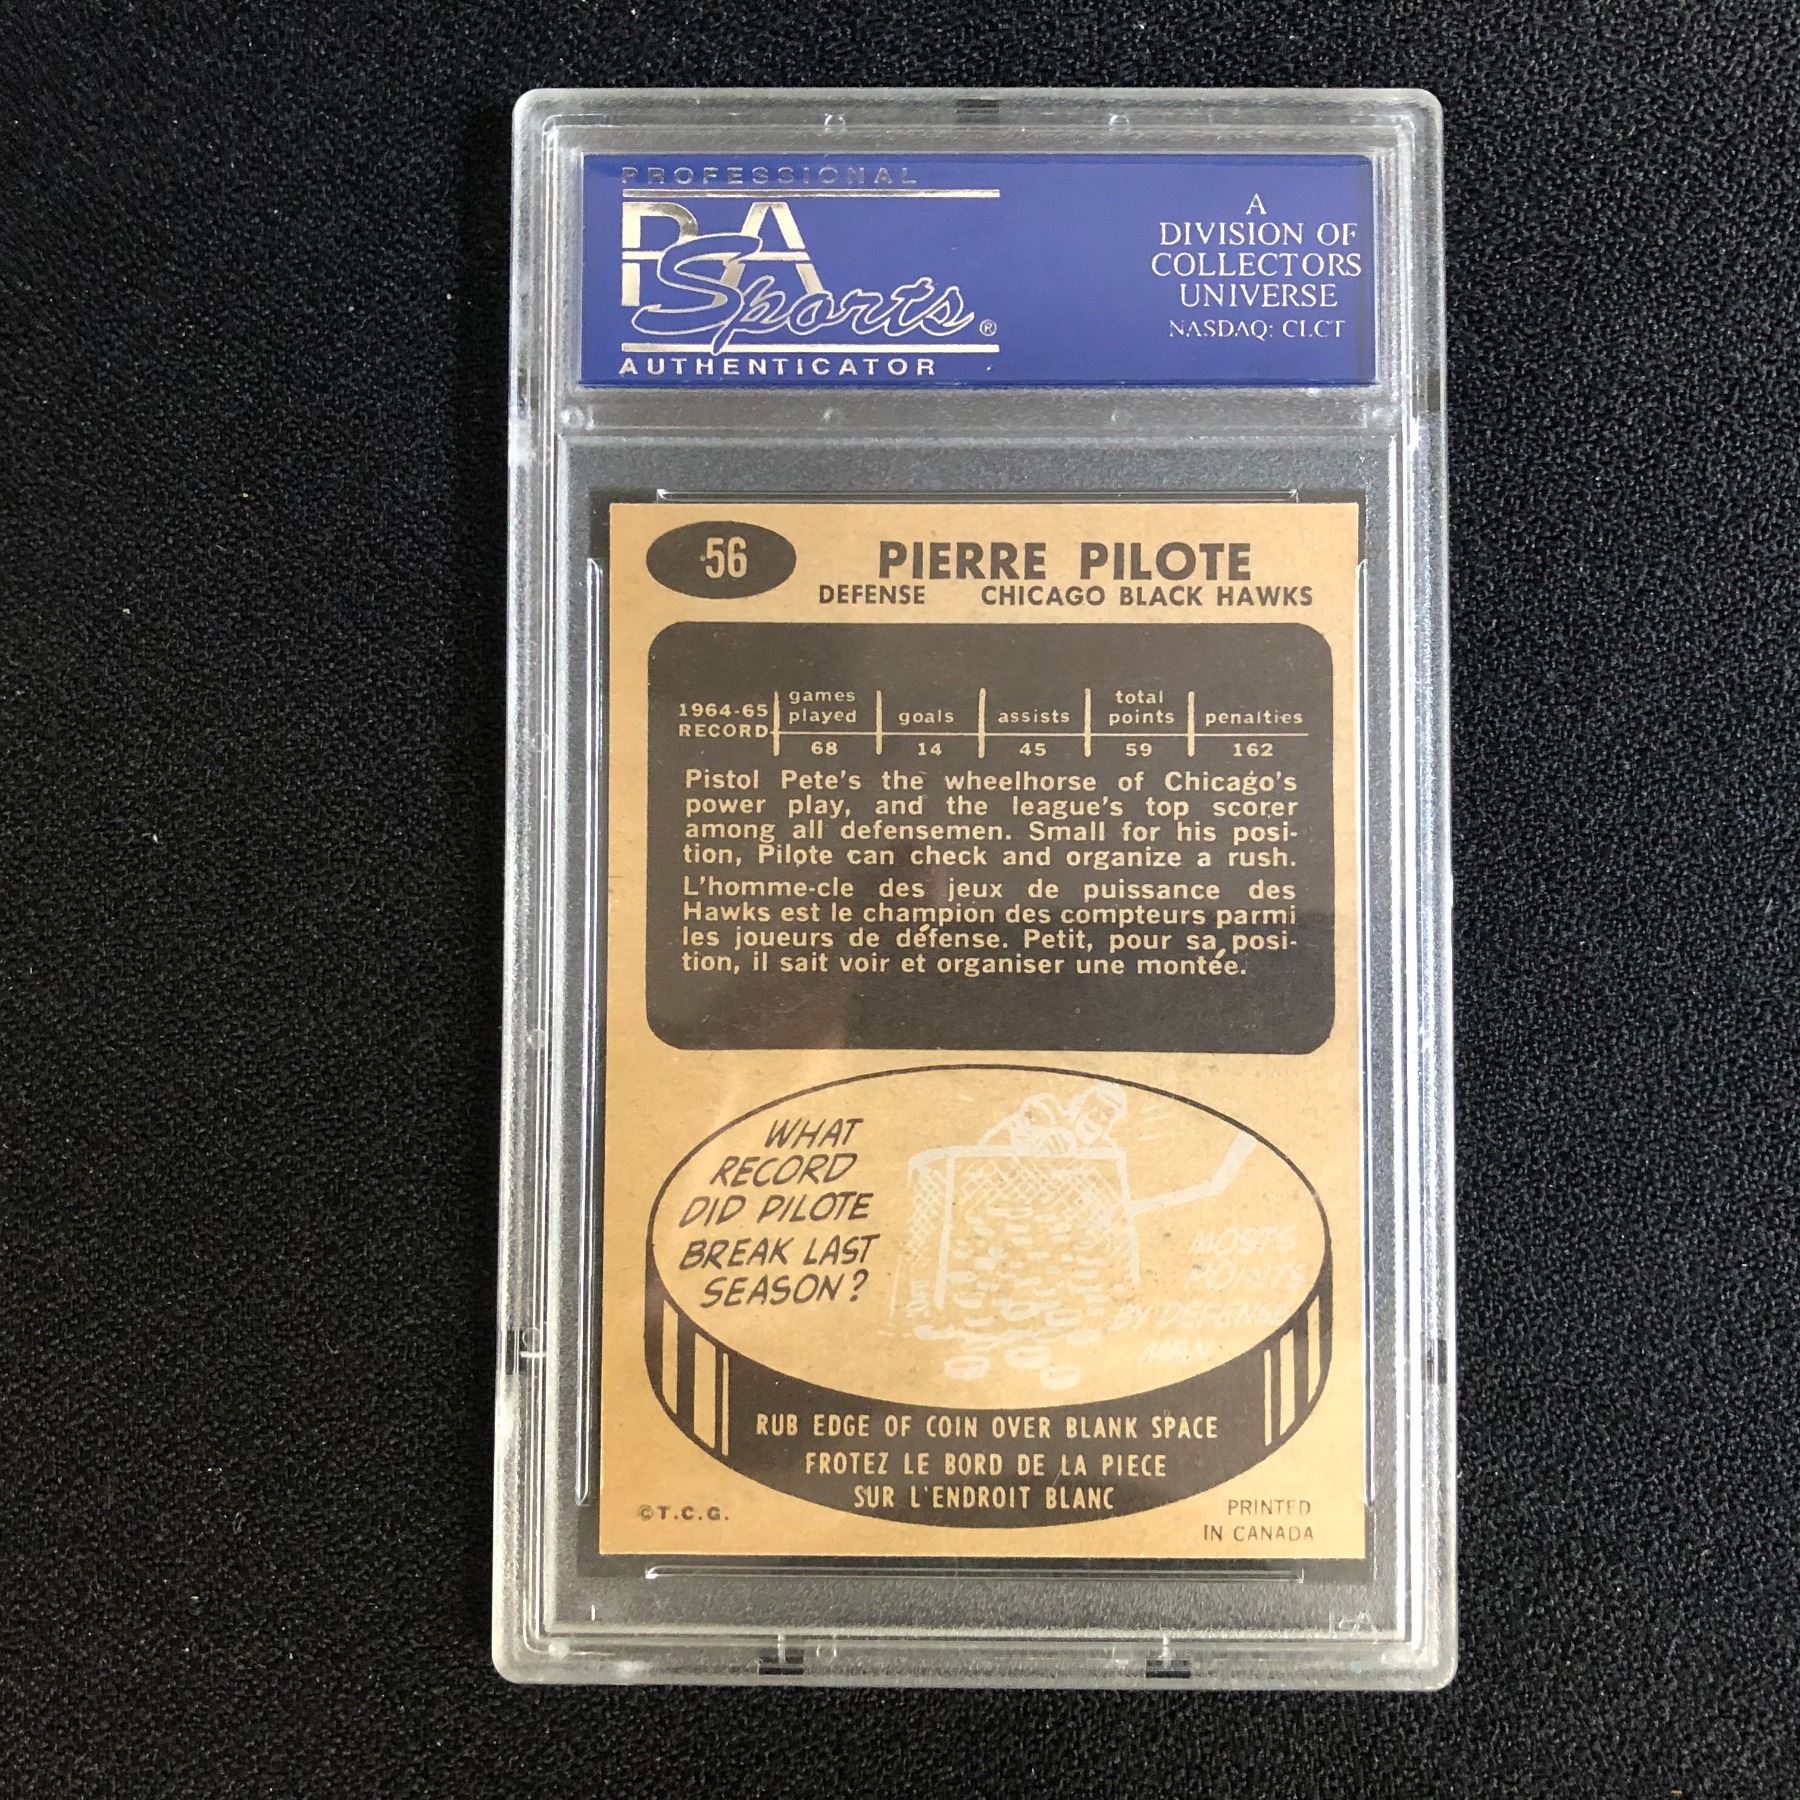 PROFESSIONAL
PSA
Sports®
AUTHENTICATOR
A
DIVISION OF
COLLECTORS
UNIVERSE
NASDAQ: CLCT
56
PIERRE PILOTE
DEFENSE CHICAGO BLACK HAWKS
1964-65 RECORD games played goals assists total points penalties
68 14 45 59 162
Pistol Pete's the wheelhorse of Chicago's
power play, and the league's top scorer
among all defensemen. Small for his posi-
tion, Pilote can check and organize a rush.
L'homme-cle des jeux de puissance des
Hawks est le champion des compteurs parmi
les joueurs de défense. Petit, pour sa posi-
tion, il sait voir et organiser une montée.
WHAT
RECORD
DID PILOTE
BREAK LAST
SEASON?
MOSTS
POINTS
BY DEFENSE
MAN
RUB EDGE OF COIN OVER BLANK SPACE
FROTEZ LE BORD DE LA PIECE
SUR L'ENDROIT BLANC
©T.C.G.
PRINTED
IN CANADA